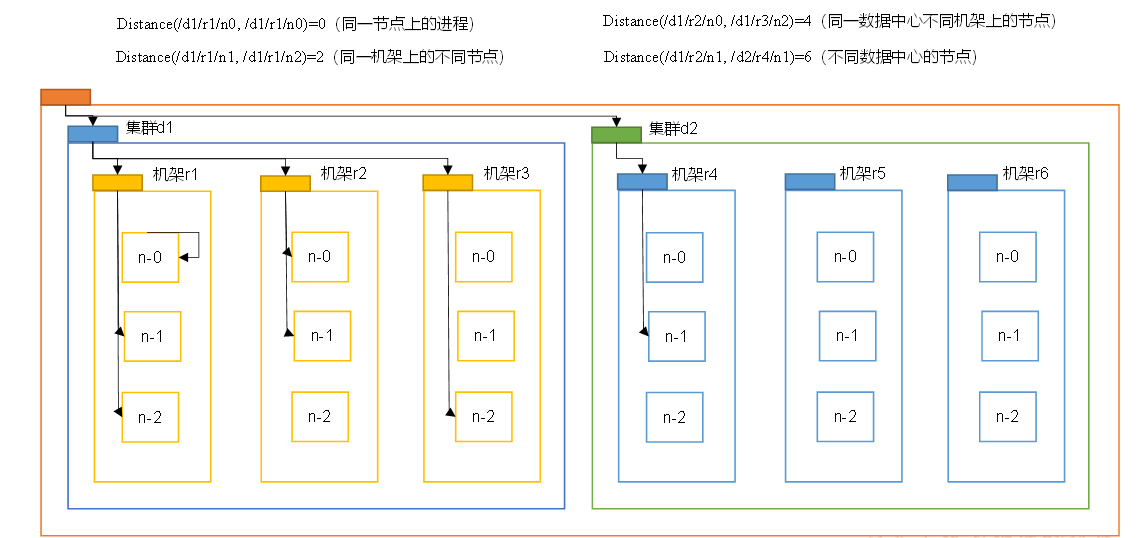 Distance(/d1/r1/n0, /d1/r1/n0)=0（同一节点上的进程）
Distance(/d1/r2/n0, /d1/r3/n2)=4（同一数据中心不同机架上的节点）
Distance(/d1/r1/n1, /d1/r1/n2)=2（同一机架上的不同节点）
Distance(/d1/r2/n1, /d2/r4/n1)=6（不同数据中心的节点）
集群d1
集群d2
机架r1
机架r2
机架r3
机架r4
机架r5
机架r6
n-0
n-0
n-0
n-0
n-0
n-0
n-1
n-1
n-1
n-1
n-1
n-1
n-2
n-2
n-2
n-2
n-2
n-2